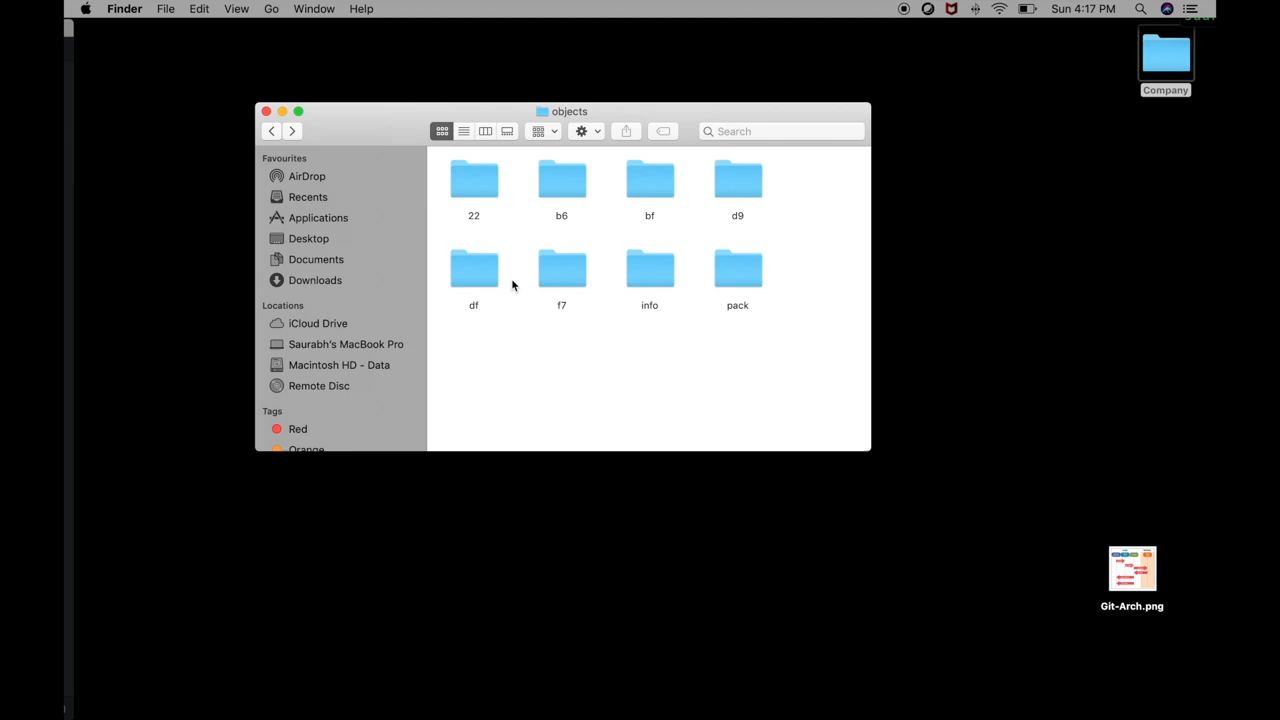 Finder File Edit View Go Window Help Sun 4:17 PM
Company
objects
Search
Favourites
AirDrop
Recents
Applications
Desktop
Documents
Downloads
Locations
iCloud Drive
Saurabh's MacBook Pro
Macintosh HD - Data
Remote Disc
Tags
Red
Orange
22 b6 bf d9
df f7 info pack
Git-Arch.png